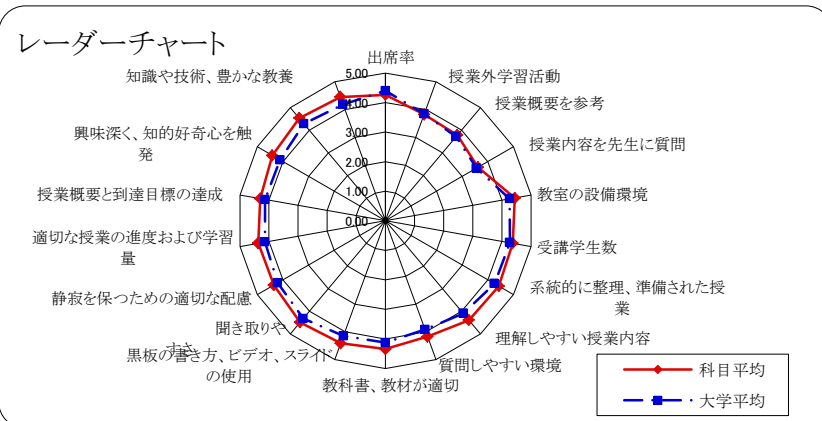 レーダーチャート
出席率
授業外学習活動
授業概要を参考
授業内容を先生に質問
教室の設備環境
受講学生数
系統的に整理、準備された授
業
理解しやすい授業内容
質問しやすい環境
教科書、教材が適切
黒板の書き方、ビデオ、スライド
の使用
聞き取りや
すさ
静寂を保つための適切な配慮
適切な授業の進度および学習
量
授業概要と到達目標の達成
興味深く、知的好奇心を触
発
知識や技術、豊かな教養
5.00
4.00
3.00
2.00
1.00
0.00
科目平均
大学平均